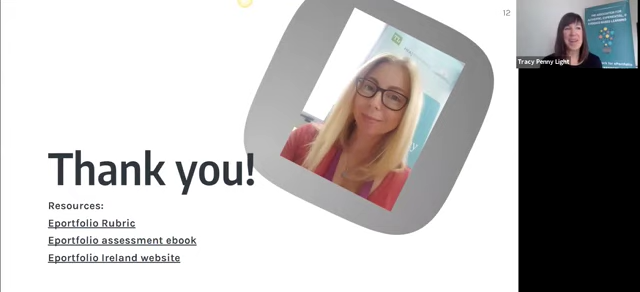 12
Thank you!
Resources:
Eportfolio Rubric
Eportfolio assessment ebook
Eportfolio Ireland website
Tracy Penny Light